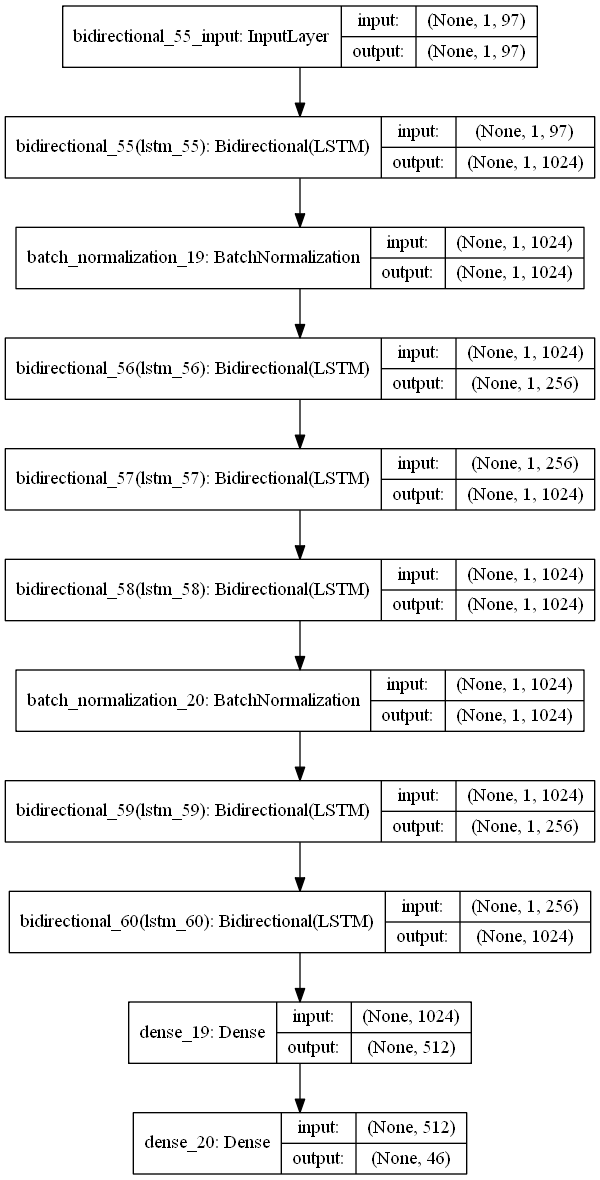 bidirectional_55_input: InputLayer input: (None, 1, 97)
output: (None, 1, 97)
bidirectional_55(lstm_55): Bidirectional(LSTM) input: (None, 1, 97)
output: (None, 1, 1024)
batch_normalization_19: BatchNormalization input: (None, 1, 1024)
output: (None, 1, 1024)
bidirectional_56(lstm_56): Bidirectional(LSTM) input: (None, 1, 1024)
output: (None, 1, 256)
bidirectional_57(lstm_57): Bidirectional(LSTM) input: (None, 1, 256)
output: (None, 1, 1024)
bidirectional_58(lstm_58): Bidirectional(LSTM) input: (None, 1, 1024)
output: (None, 1, 1024)
batch_normalization_20: BatchNormalization input: (None, 1, 1024)
output: (None, 1, 1024)
bidirectional_59(lstm_59): Bidirectional(LSTM) input: (None, 1, 1024)
output: (None, 1, 256)
bidirectional_60(lstm_60): Bidirectional(LSTM) input: (None, 1, 256)
output: (None, 1024)
dense_19: Dense input: (None, 1024)
output: (None, 512)
dense_20: Dense input: (None, 512)
output: (None, 46)